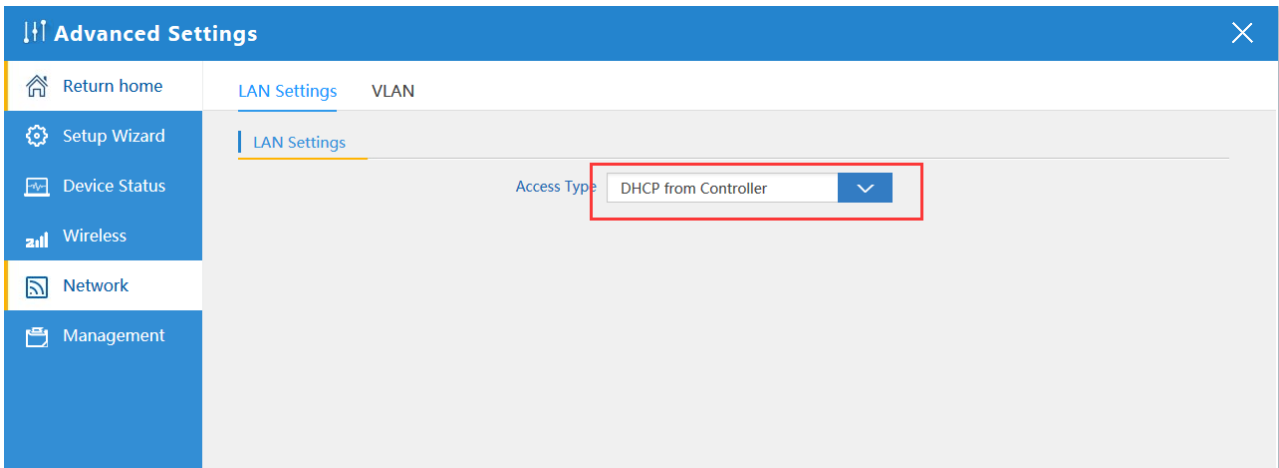 Advanced Settings
Return home
Setup Wizard
Device Status
Wireless
Network
Management
LAN Settings VLAN
LAN Settings
Access Type DHCP from Controller